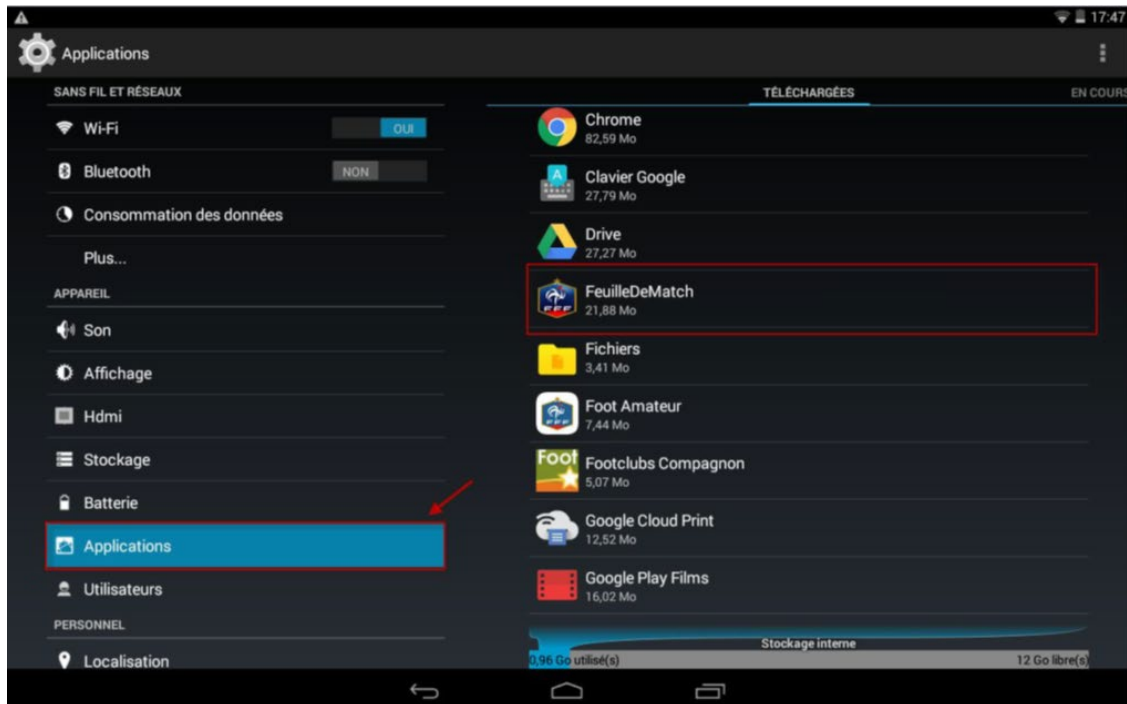 17:47
Applications
SANS FIL ET RÉSEAUX
Wi-Fi
OUI
Bluetooth
NON
Consommation des données
Plus...
APPAREIL
Son
Affichage
Hdmi
Stockage
Batterie
Applications
Utilisateurs
PERSONNEL
Localisation
TÉLÉCHARGÉES
EN COURS
Chrome
82,59 Mo
Clavier Google
27,79 Mo
Drive
27,27 Mo
FeuilleDeMatch
21,88 Mo
Fichiers
3,41 Mo
Foot Amateur
7,44 Mo
Foot
Footclubs Compagnon
5,07 Mo
Google Cloud Print
12,52 Mo
Google Play Films
16,02 Mo
Stockage interne
0,96 Go utilisé(s)
12 Go libre(s)